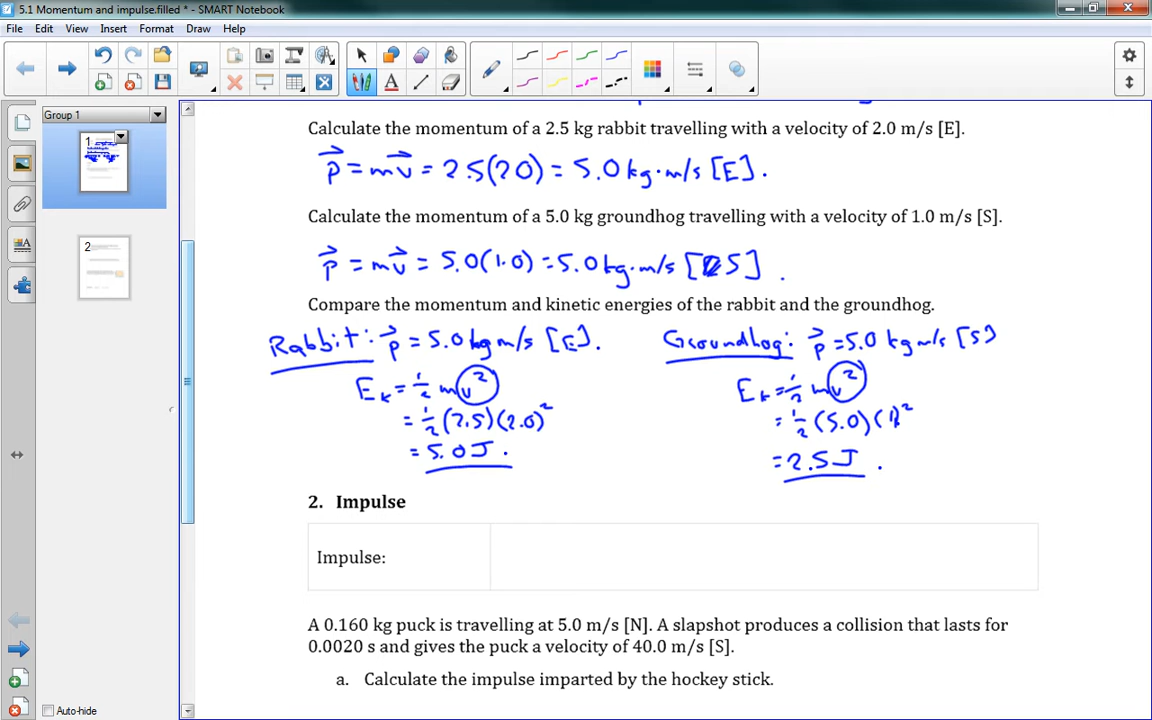 5.1 Momentum and impulse.filled * - SMART Notebook
File Edit View Insert Format Draw Help
Group 1
1
2
Calculate the momentum of a 2.5 kg rabbit travelling with a velocity of 2.0 m/s [E].
p = mv = 2.5(2.0) = 5.0 kg·m/s [E].
Calculate the momentum of a 5.0 kg groundhog travelling with a velocity of 1.0 m/s [S].
p = mv = 5.0(1.0) = 5.0 kg·m/s [S].
Compare the momentum and kinetic energies of the rabbit and the groundhog.
Rabbit: p = 5.0 kg m/s [E].
Ek = 1/2 mv²
= 1/2 (2.5)(2.0)²
= 5.0 J.
Groundhog: p = 5.0 kg m/s [S]
Ek = 1/2 mv²
= 1/2 (5.0)(1)²
= 2.5 J.
2. Impulse
Impulse:
A 0.160 kg puck is travelling at 5.0 m/s [N]. A slapshot produces a collision that lasts for
0.0020 s and gives the puck a velocity of 40.0 m/s [S].
a. Calculate the impulse imparted by the hockey stick.
Auto-hide